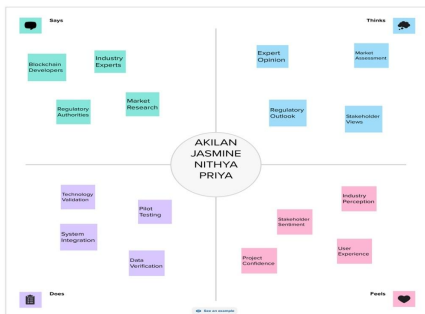 Says
Thinks
Blockchain
Developers
Industry
Experts
Regulatory
Authorities
Market
Research
Expert
Opinion
Market
Assessment
Regulatory
Outlook
Stakeholder
Views
AKILAN
JASMINE
NITHYA
PRIYA
Technology
Validation
Pilot
Testing
System
Integration
Data
Verification
Industry
Perception
Stakeholder
Sentiment
Project
Confidence
User
Experience
Does
Feels
See an example